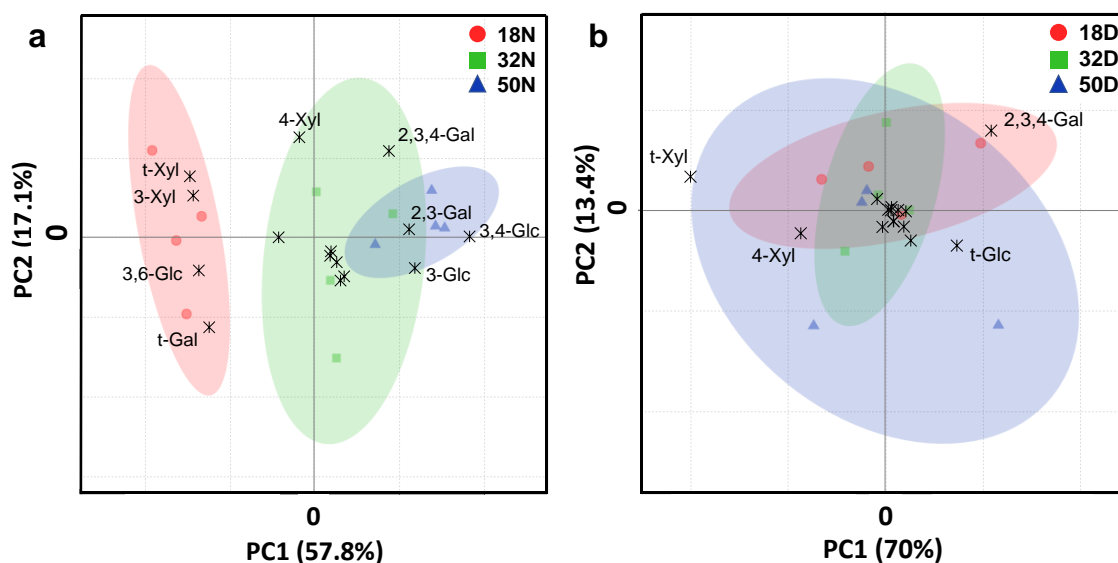 a
18N
32N
50N
4-Xyl
2,3,4-Gal
t-Xyl
3-Xyl
2,3-Gal
3,4-Glc
3,6-Glc
3-Glc
t-Gal
PC2 (17.1%)
0
0
PC1 (57.8%)
b
18D
32D
50D
2,3,4-Gal
t-Xyl
4-Xyl
t-Glc
PC2 (13.4%)
0
0
PC1 (70%)